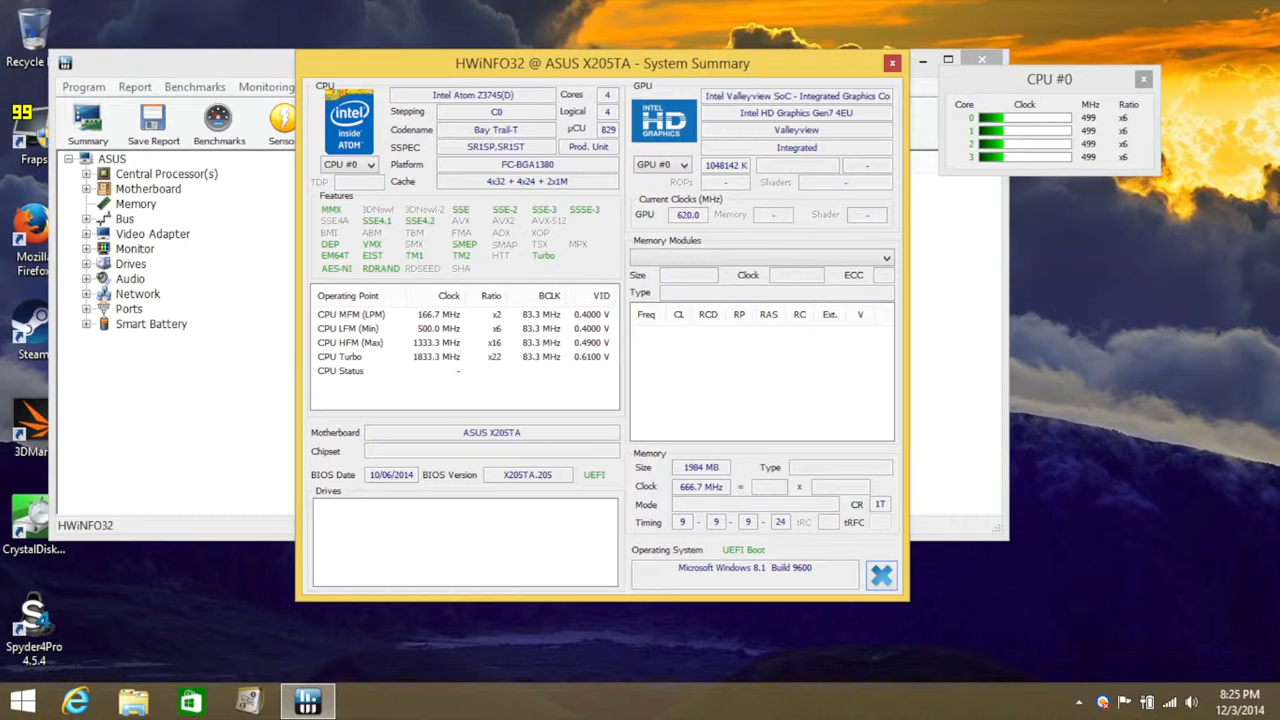 Recycle
99
Fraps
Mozilla
Firefox
Steam
3DMar
CrystalDisk...
Spyder4Pro
4.5.4
Program Report Benchmarks Monitoring
Summary Save Report Benchmarks Senso
ASUS
Central Processor(s)
Motherboard
Memory
Bus
Video Adapter
Monitor
Drives
Audio
Network
Ports
Smart Battery
HWiNFO32
HWiNFO32 @ ASUS X205TA - System Summary
CPU
intel inside ATOM
CPU #0
TDP
Intel Atom Z3745(D) Cores 4
Stepping C0 Logical 4
Codename Bay Trail-T µCU 829
SSPEC SR1SP,SR1ST Prod. Unit
Platform FC-BGA1380
Cache 4x32 + 4x24 + 2x1M
Features
MMX 3DNow! 3DNow!-2 SSE SSE-2 SSE-3 SSSE-3
SSE4A SSE4.1 SSE4.2 AVX AVX2 AVX-512
BMI ABM TBM FMA ADX XOP
DEP VMX SMX SMEP SMAP TSX MPX
EM64T EIST TM1 TM2 HTT Turbo
AES-NI RDRAND RDSEED SHA
Operating Point Clock Ratio BCLK VID
CPU MFM (LPM) 166.7 MHz x2 83.3 MHz 0.4000 V
CPU LFM (Min) 500.0 MHz x6 83.3 MHz 0.4000 V
CPU HFM (Max) 1333.3 MHz x16 83.3 MHz 0.4900 V
CPU Turbo 1833.3 MHz x22 83.3 MHz 0.6100 V
CPU Status -
Motherboard ASUS X205TA
Chipset
BIOS Date 10/06/2014 BIOS Version X205TA.205 UEFI
Drives
GPU
INTEL HD GRAPHICS
Intel Valleyview SoC - Integrated Graphics Co
Intel HD Graphics Gen7 4EU
Valleyview
Integrated
GPU #0 1048142 K -
ROPs - Shaders -
Current Clocks (MHz)
GPU 620.0 Memory - Shader -
Memory Modules
Size Clock ECC
Type
Freq CL RCD RP RAS RC Ext. V
Memory
Size 1984 MB Type
Clock 666.7 MHz = x
Mode CR 1T
Timing 9 - 9 - 9 - 24 tRC tRFC
Operating System UEFI Boot
Microsoft Windows 8.1 Build 9600
CPU #0
Core Clock MHz Ratio
0 499 x6
1 499 x6
2 499 x6
3 499 x6
8:25 PM
12/3/2014